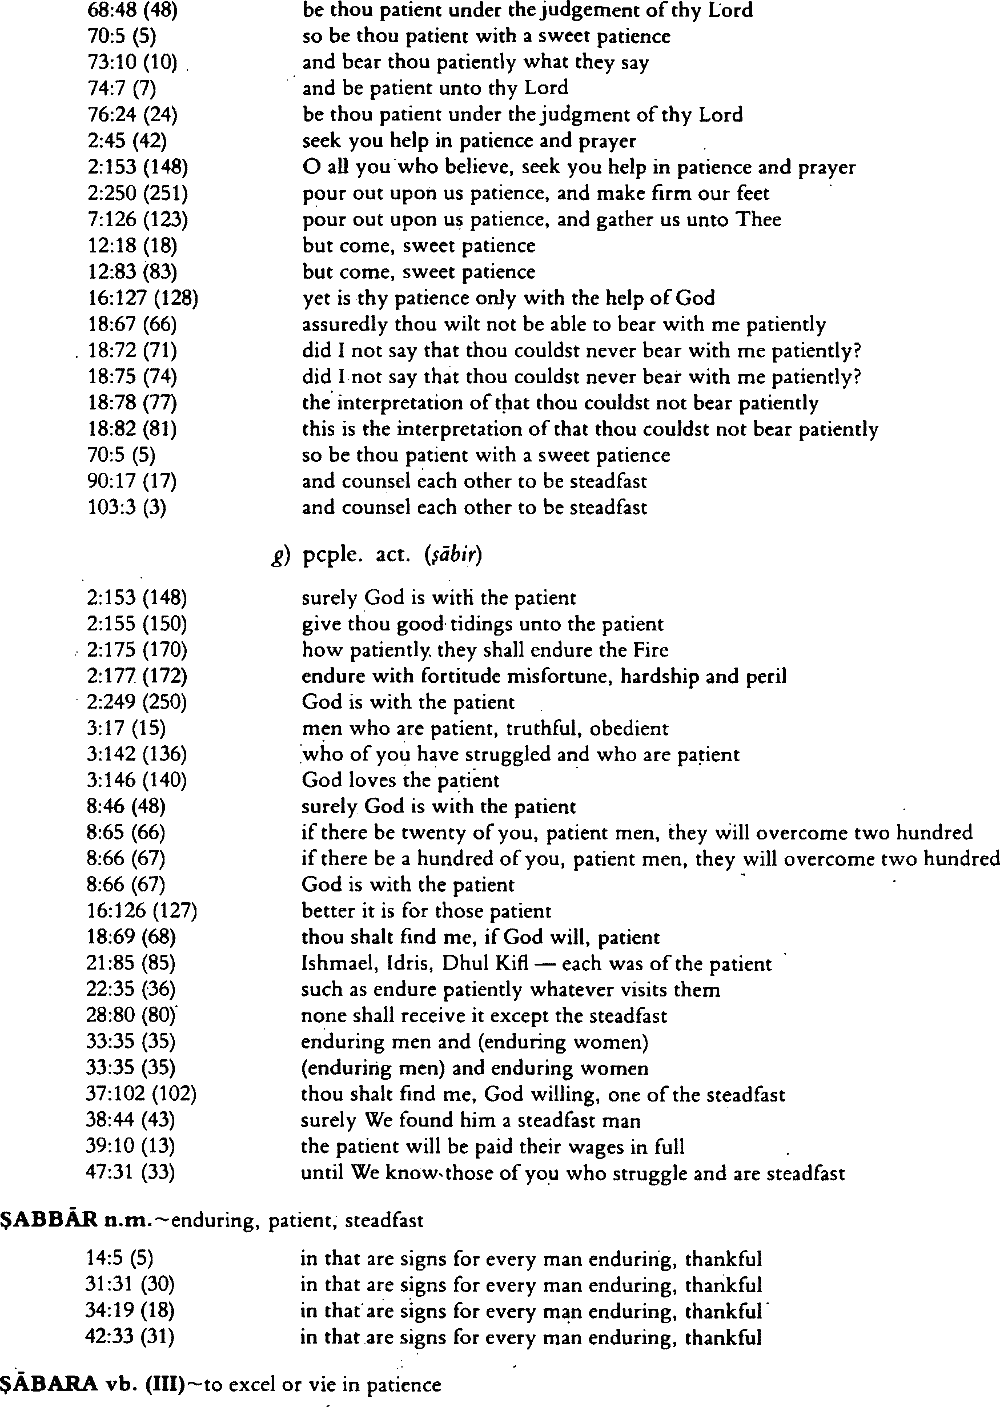 68:48 (48) be thou patient under the judgement of thy Lord
70:5 (5) so be thou patient with a sweet patience
73:10 (10) and bear thou patiently what they say
74:7 (7) and be patient unto thy Lord
76:24 (24) be thou patient under the judgment of thy Lord
2:45 (42) seek you help in patience and prayer
2:153 (148) O all you who believe, seek you help in patience and prayer
2:250 (251) pour out upon us patience, and make firm our feet
7:126 (123) pour out upon us patience, and gather us unto Thee
12:18 (18) but come, sweet patience
12:83 (83) but come, sweet patience
16:127 (128) yet is thy patience only with the help of God
18:67 (66) assuredly thou wilt not be able to bear with me patiently
18:72 (71) did I not say that thou couldst never bear with me patiently?
18:75 (74) did I not say that thou couldst never bear with me patiently?
18:78 (77) the interpretation of that thou couldst not bear patiently
18:82 (81) this is the interpretation of that thou couldst not bear patiently
70:5 (5) so be thou patient with a sweet patience
90:17 (17) and counsel each other to be steadfast
103:3 (3) and counsel each other to be steadfast
g) pcple. act. (ṣābir)
2:153 (148) surely God is with the patient
2:155 (150) give thou good tidings unto the patient
2:175 (170) how patiently they shall endure the Fire
2:177 (172) endure with fortitude misfortune, hardship and peril
2:249 (250) God is with the patient
3:17 (15) men who are patient, truthful, obedient
3:142 (136) who of you have struggled and who are patient
3:146 (140) God loves the patient
8:46 (48) surely God is with the patient
8:65 (66) if there be twenty of you, patient men, they will overcome two hundred
8:66 (67) if there be a hundred of you, patient men, they will overcome two hundred
8:66 (67) God is with the patient
16:126 (127) better it is for those patient
18:69 (68) thou shalt find me, if God will, patient
21:85 (85) Ishmael, Idris, Dhul Kifl — each was of the patient
22:35 (36) such as endure patiently whatever visits them
28:80 (80) none shall receive it except the steadfast
33:35 (35) enduring men and (enduring women)
33:35 (35) (enduring men) and enduring women
37:102 (102) thou shalt find me, God willing, one of the steadfast
38:44 (43) surely We found him a steadfast man
39:10 (13) the patient will be paid their wages in full
47:31 (33) until We know those of you who struggle and are steadfast
ṢABBĀR n.m.~enduring, patient, steadfast
14:5 (5) in that are signs for every man enduring, thankful
31:31 (30) in that are signs for every man enduring, thankful
34:19 (18) in that are signs for every man enduring, thankful
42:33 (31) in that are signs for every man enduring, thankful
ṢĀBARA vb. (III)~to excel or vie in patience